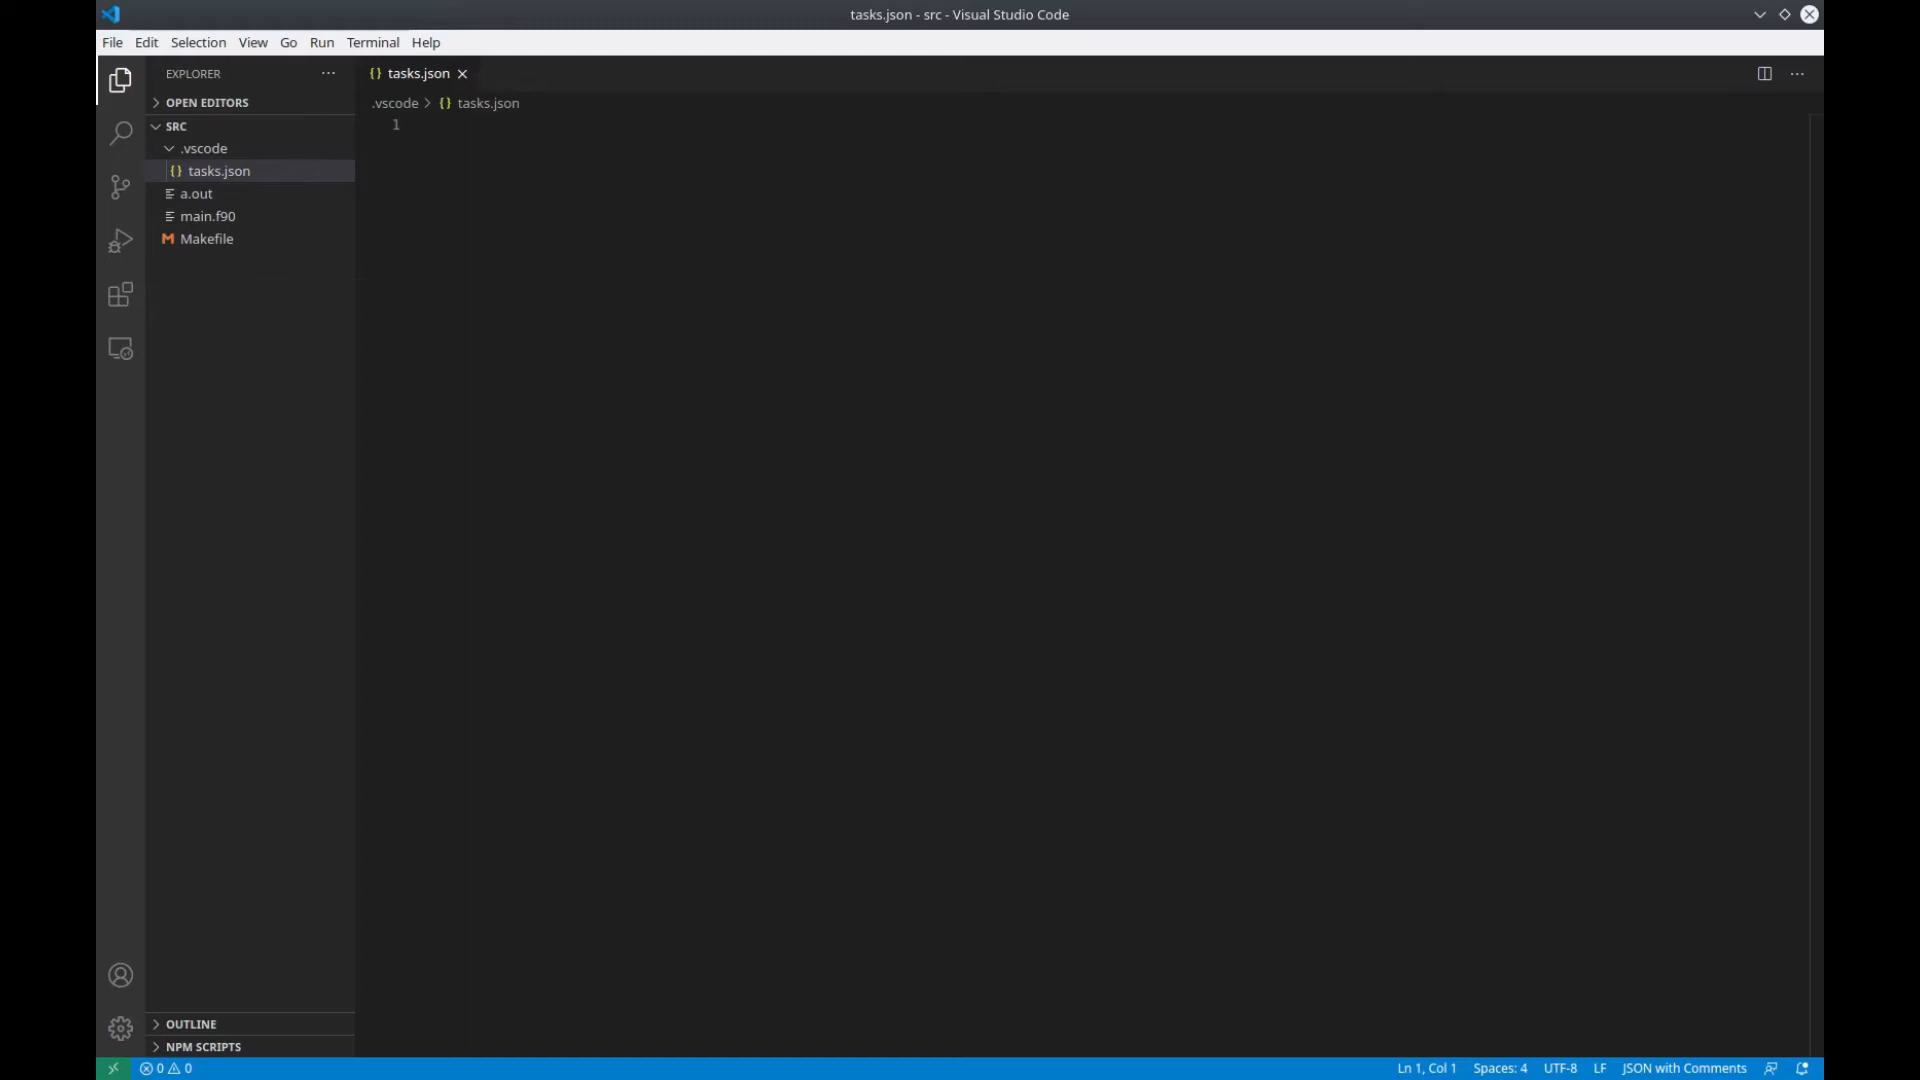 tasks.json - src - Visual Studio Code
File Edit Selection View Go Run Terminal Help
EXPLORER
tasks.json
OPEN EDITORS
.vscode > {} tasks.json
1
SRC
.vscode
{} tasks.json
a.out
main.f90
M Makefile
OUTLINE
NPM SCRIPTS
0 0 Ln 1, Col 1 Spaces: 4 UTF-8 LF JSON with Comments